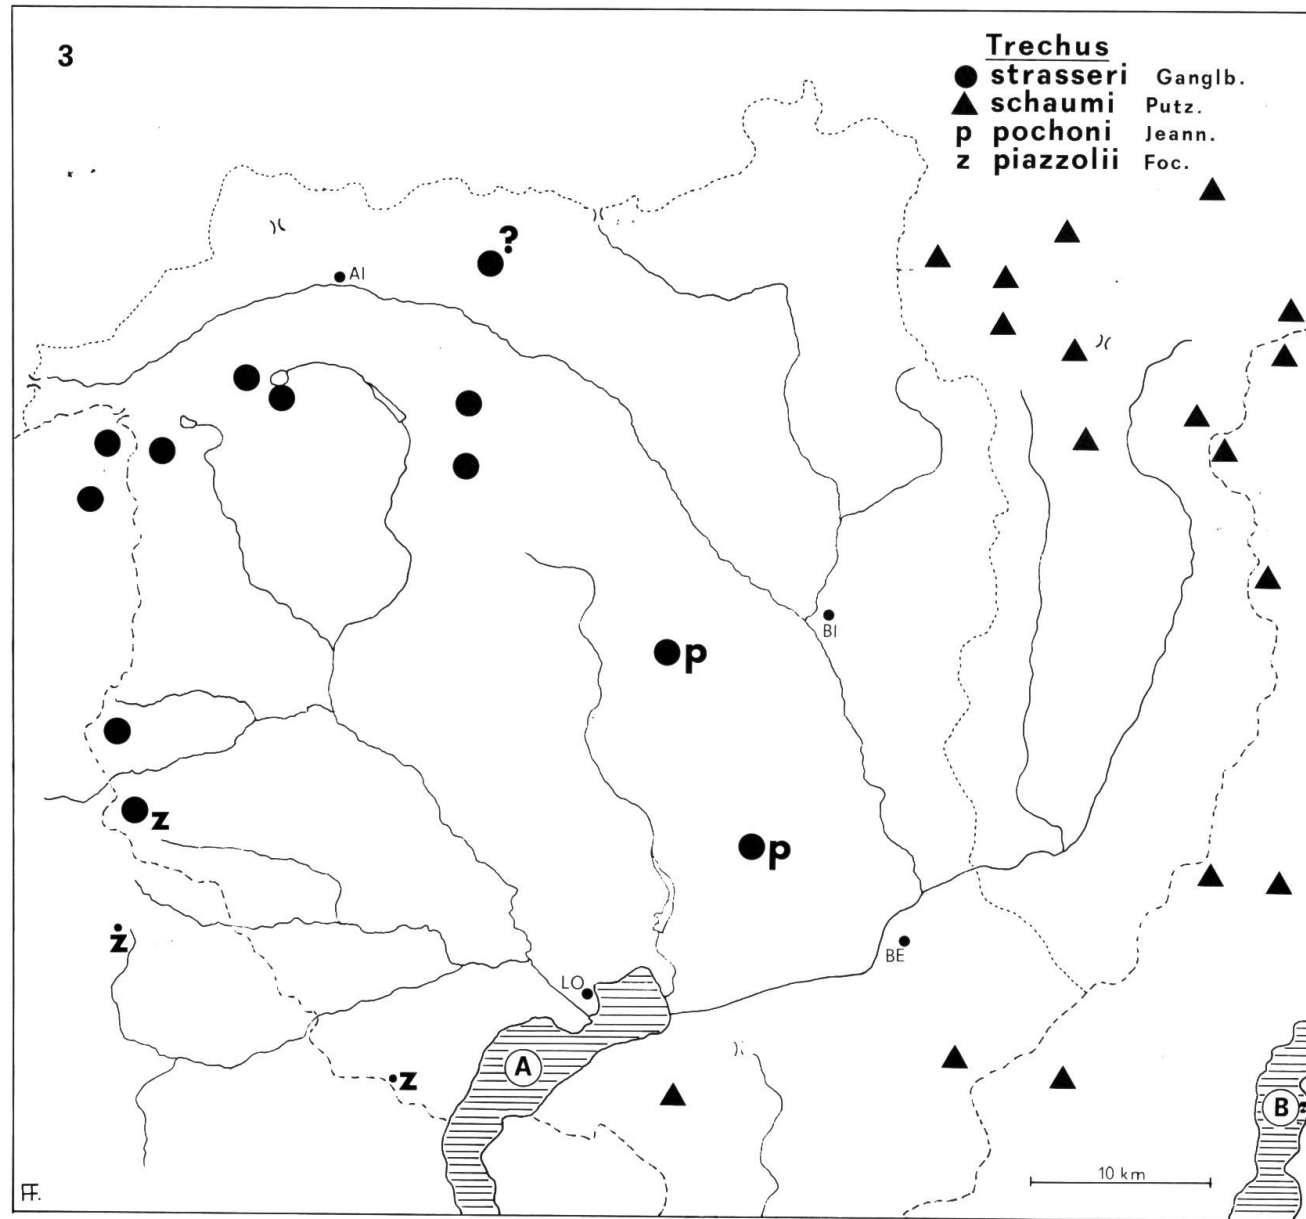 3
Trechus
● strasseri Ganglb.
▲ schaumi Putz.
p pochoni Jeann.
z piazzolii Foc.
?
AI
BI
p
z
p
z
BE
LO
A
z
B
10 km
FF.